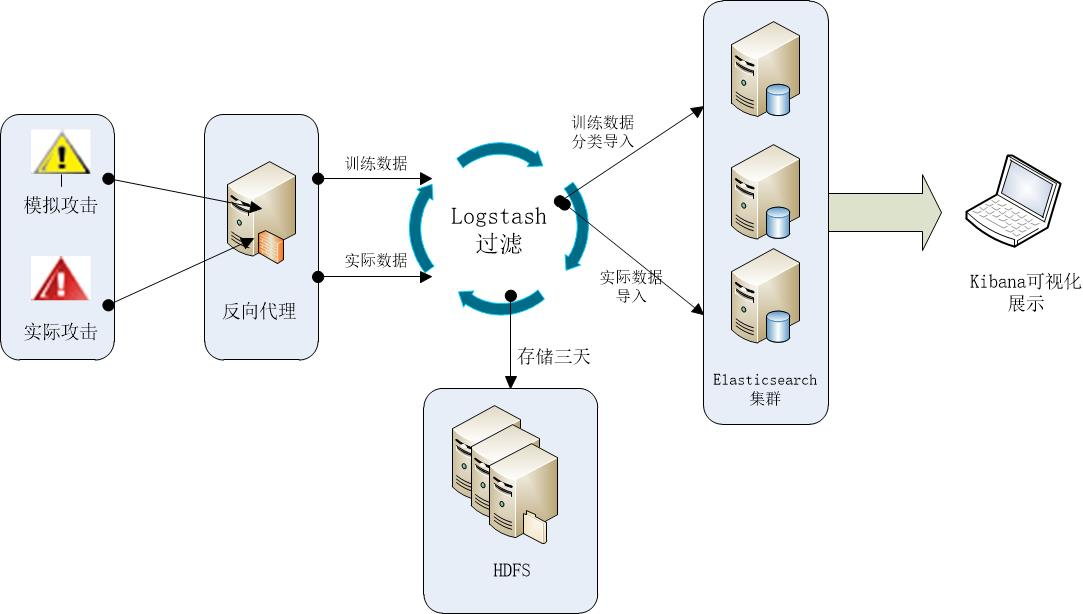 模拟攻击
实际攻击
反向代理
训练数据
实际数据
Logstash
过滤
存储三天
HDFS
训练数据
分类导入
实际数据
导入
Elasticsearch
集群
Kibana可视化
展示